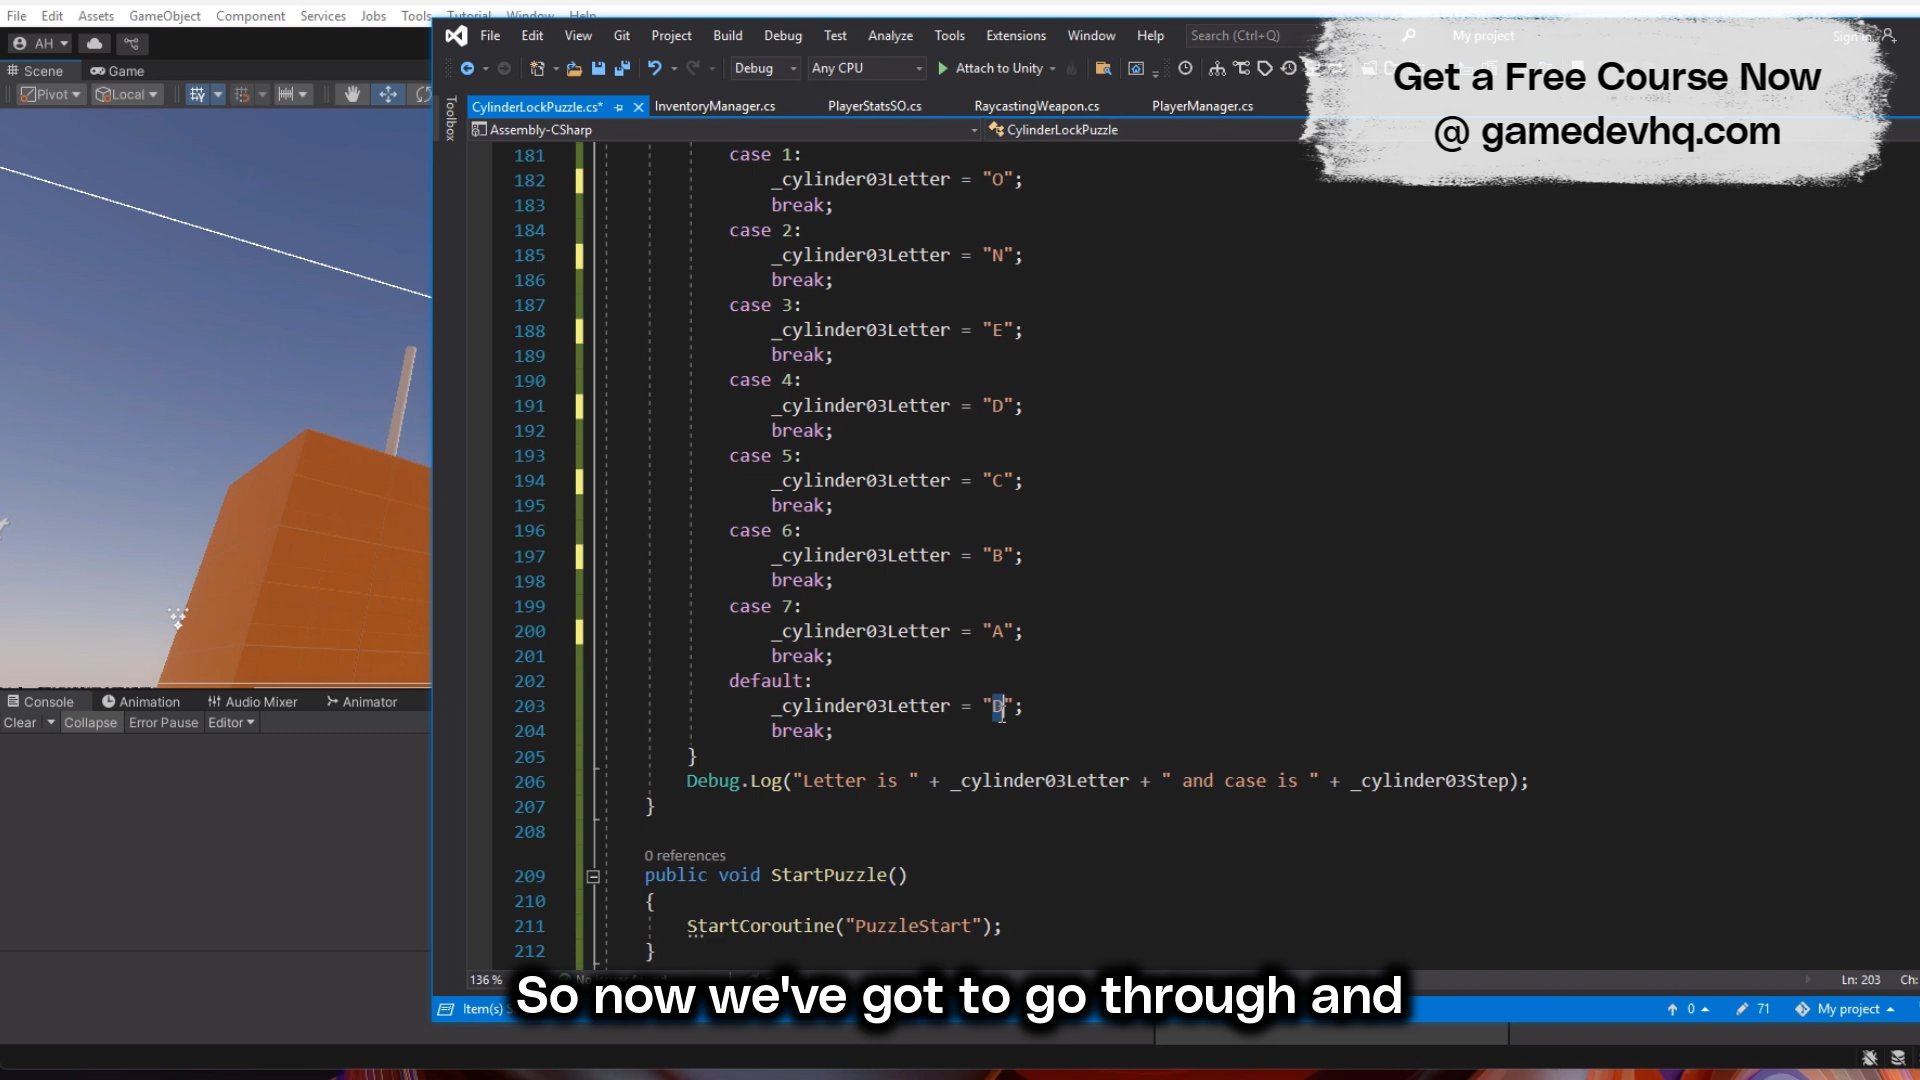 File Edit Assets GameObject Component Services Jobs Tools Tutorial Window Help
AH
Scene Game
Pivot Local
File Edit View Git Project Build Debug Test Analyze Tools Extensions Window Help Search (Ctrl+Q) My project
Debug Any CPU Attach to Unity
Get a Free Course Now
@ gamedevhq.com
Toolbox
CylinderLockPuzzle.cs* InventoryManager.cs PlayerStatsSO.cs RaycastingWeapon.cs PlayerManager.cs
Assembly-CSharp CylinderLockPuzzle
181 case 1:
182 _cylinder03Letter = "O";
183 break;
184 case 2:
185 _cylinder03Letter = "N";
186 break;
187 case 3:
188 _cylinder03Letter = "E";
189 break;
190 case 4:
191 _cylinder03Letter = "D";
192 break;
193 case 5:
194 _cylinder03Letter = "C";
195 break;
196 case 6:
197 _cylinder03Letter = "B";
198 break;
199 case 7:
200 _cylinder03Letter = "A";
201 break;
202 default:
203 _cylinder03Letter = "D";
204 break;
205 }
206 Debug.Log("Letter is " + _cylinder03Letter + " and case is " + _cylinder03Step);
207 }
208
0 references
209 public void StartPuzzle()
210 {
211 StartCoroutine("PuzzleStart");
212 }
Console Animation Audio Mixer Animator
Clear Collapse Error Pause Editor
136 % Ln: 203 Ch:
So now we've got to go through and
Item(s) 0 71 My project